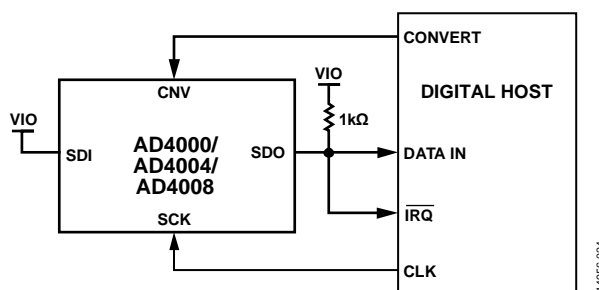 CONVERT
VIO
DIGITAL HOST
CNV
1kΩ
VIO
SDI
AD4000/
AD4004/
AD4008
SDO
DATA IN
SCK
IRQ
CLK